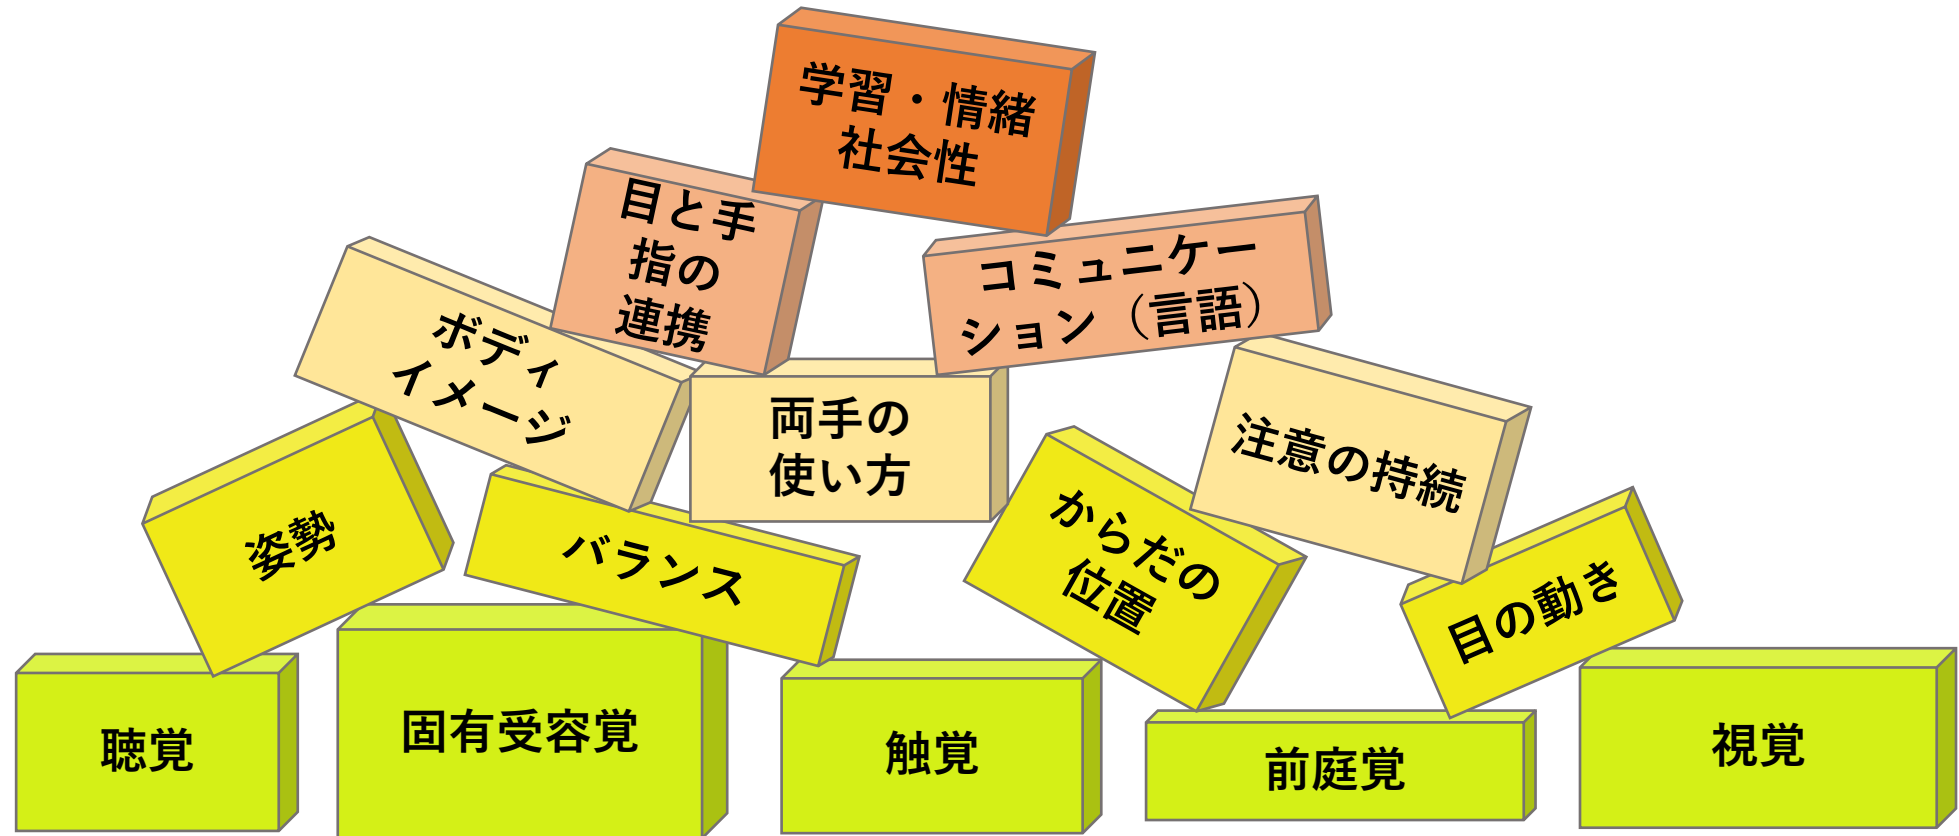 学習・情緒
社会性
目と手
指の
連携
コミュニケー
ション（言語）
ボディ
イメージ
両手の
使い方
注意の持続
姿勢
バランス
からだの
位置
目の動き
聴覚
固有受容覚
触覚
前庭覚
視覚